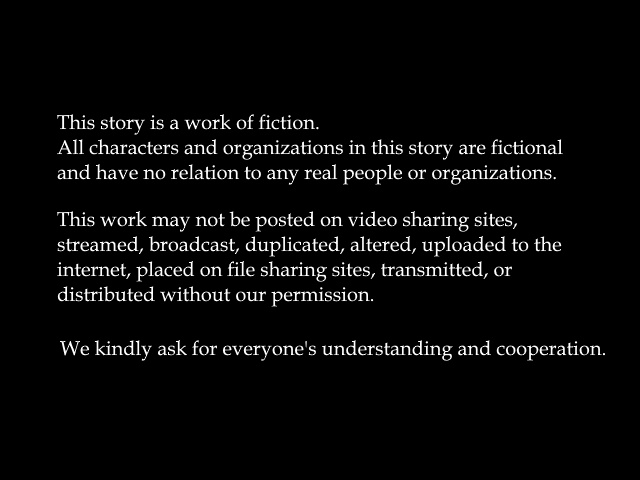 This story is a work of fiction.
All characters and organizations in this story are fictional
and have no relation to any real people or organizations.
This work may not be posted on video sharing sites,
streamed, broadcast, duplicated, altered, uploaded to the
internet, placed on file sharing sites, transmitted, or
distributed without our permission.
We kindly ask for everyone's understanding and cooperation.